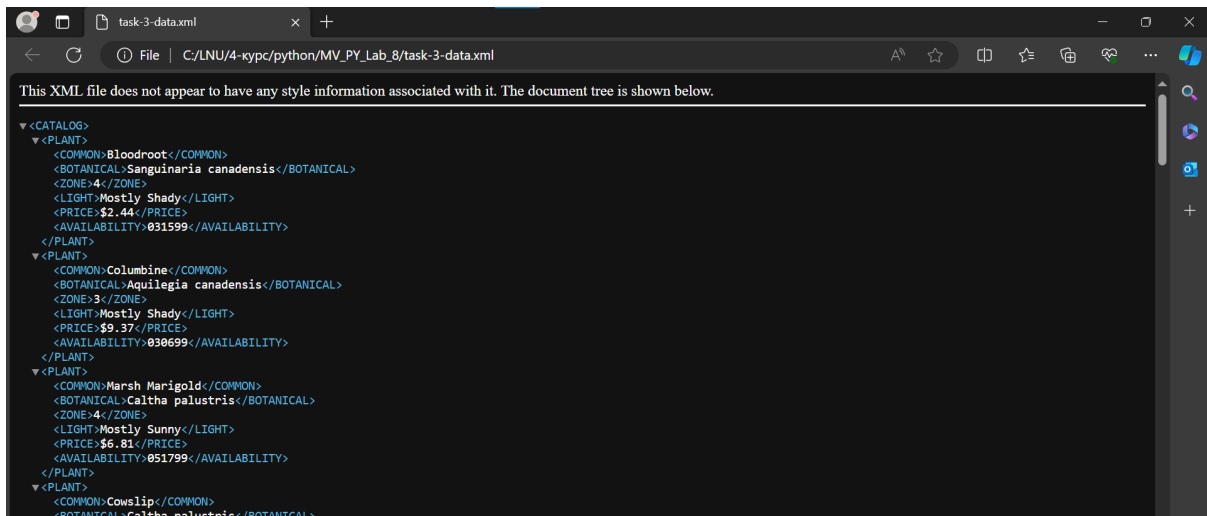 task-3-data.xml
File | C:/LNU/4-курс/python/MV_PY_Lab_8/task-3-data.xml
This XML file does not appear to have any style information associated with it. The document tree is shown below.
▼<CATALOG>
▼<PLANT>
<COMMON>Bloodroot</COMMON>
<BOTANICAL>Sanguinaria canadensis</BOTANICAL>
<ZONE>4</ZONE>
<LIGHT>Mostly Shady</LIGHT>
<PRICE>$2.44</PRICE>
<AVAILABILITY>031599</AVAILABILITY>
</PLANT>
▼<PLANT>
<COMMON>Columbine</COMMON>
<BOTANICAL>Aquilegia canadensis</BOTANICAL>
<ZONE>3</ZONE>
<LIGHT>Mostly Shady</LIGHT>
<PRICE>$9.37</PRICE>
<AVAILABILITY>030699</AVAILABILITY>
</PLANT>
▼<PLANT>
<COMMON>Marsh Marigold</COMMON>
<BOTANICAL>Caltha palustris</BOTANICAL>
<ZONE>4</ZONE>
<LIGHT>Mostly Sunny</LIGHT>
<PRICE>$6.81</PRICE>
<AVAILABILITY>051799</AVAILABILITY>
</PLANT>
▼<PLANT>
<COMMON>Cowslip</COMMON>
<BOTANICAL>Caltha palustris</BOTANICAL>